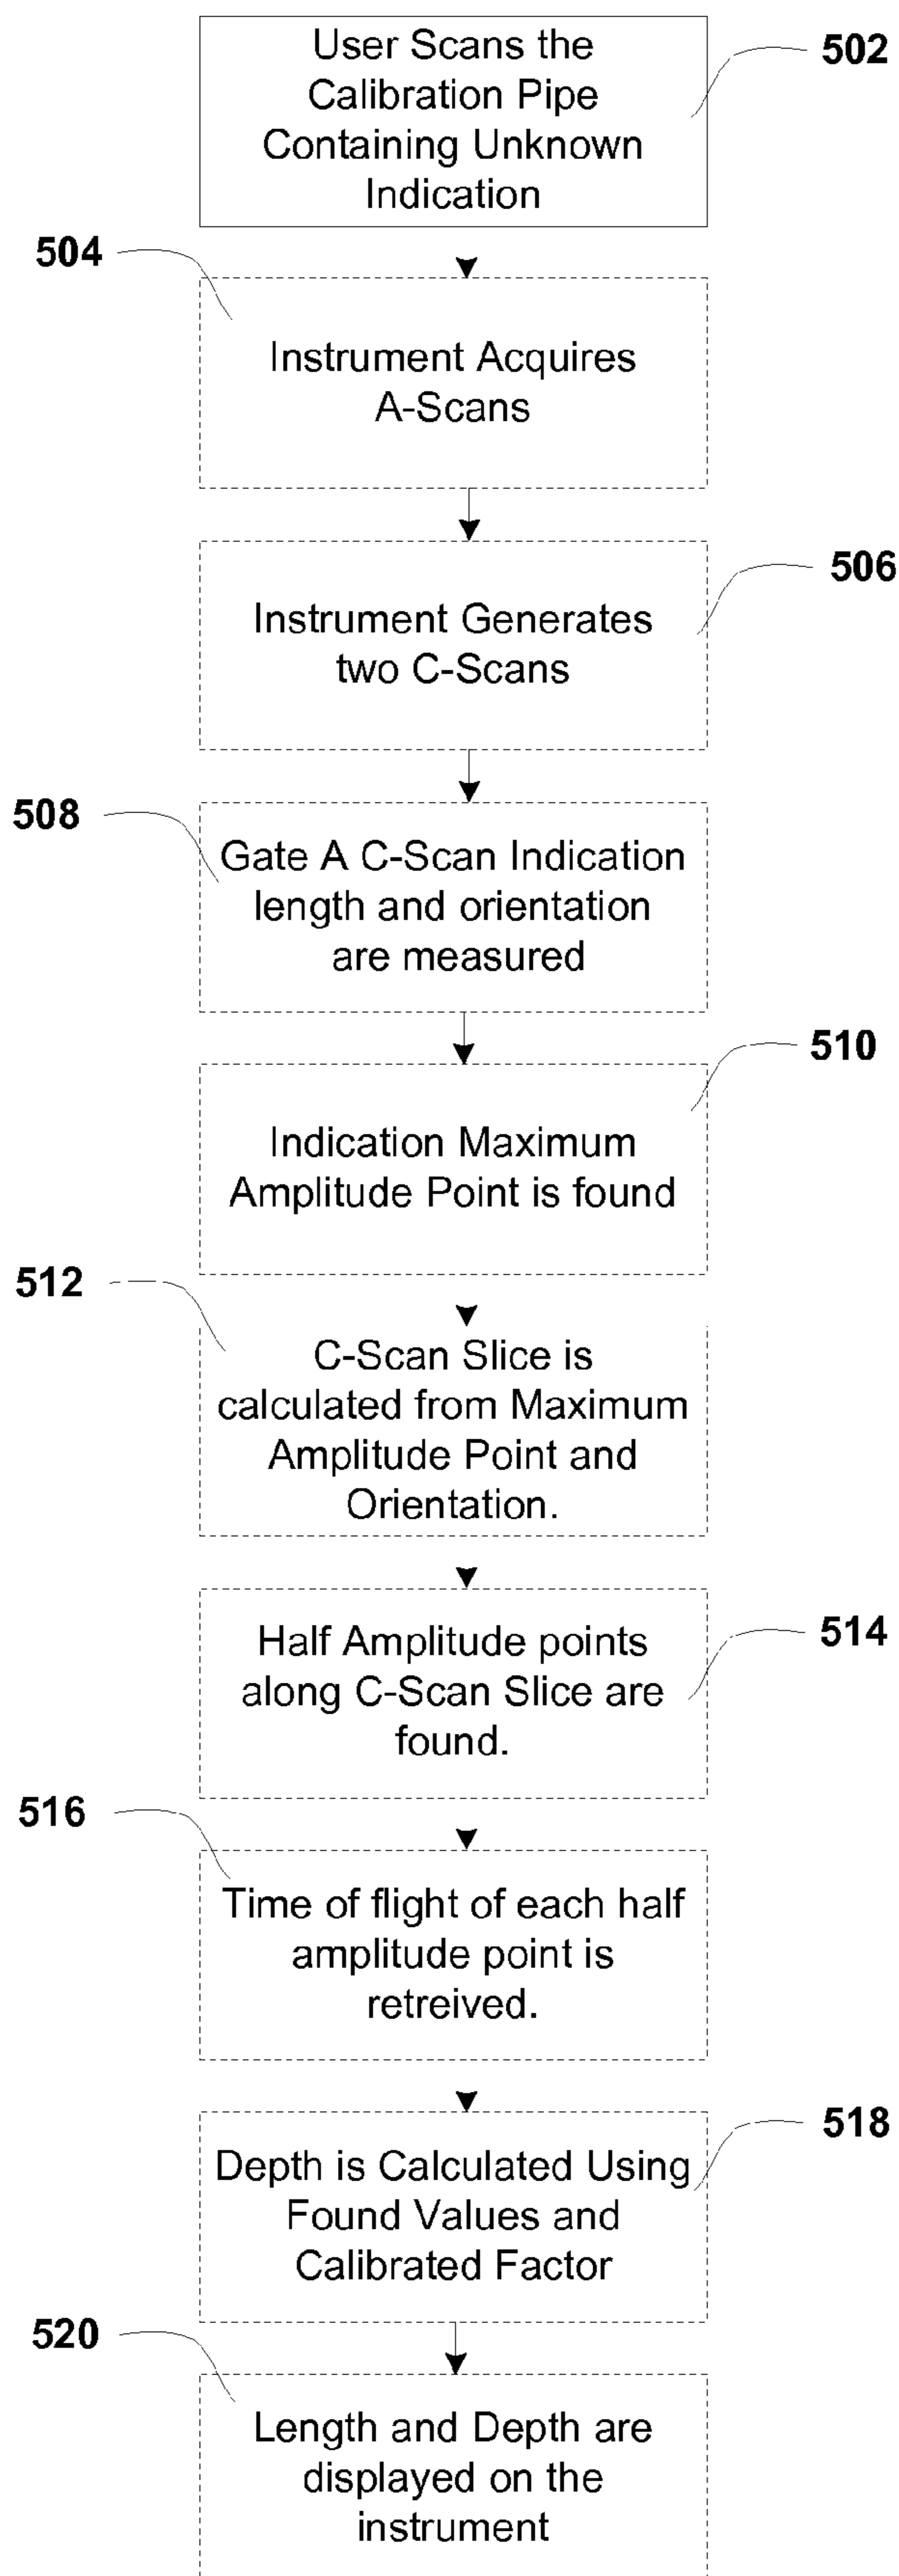 User Scans the
Calibration Pipe
Containing Unknown
Indication
502
504
Instrument Acquires
A-Scans
506
Instrument Generates
two C-Scans
508
Gate A C-Scan Indication
length and orientation
are measured
510
Indication Maximum
Amplitude Point is found
512
C-Scan Slice is
calculated from Maximum
Amplitude Point and
Orientation.
514
Half Amplitude points
along C-Scan Slice are
found.
516
Time of flight of each half
amplitude point is
retreived.
518
Depth is Calculated Using
Found Values and
Calibrated Factor
520
Length and Depth are
displayed on the
instrument